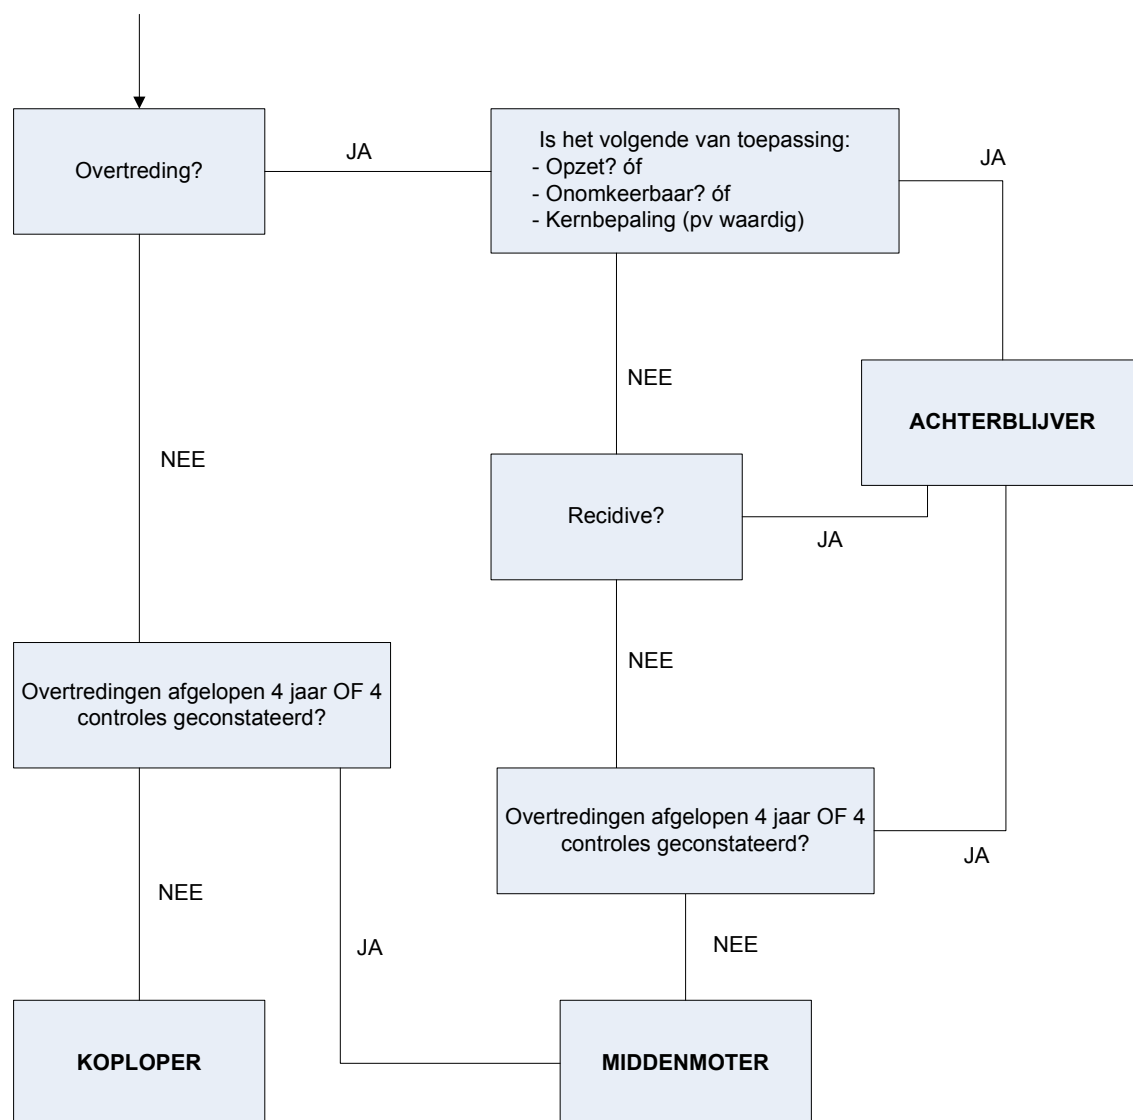 Overtreding?
JA
Is het volgende van toepassing:
- Opzet? óf
- Onomkeerbaar? óf
- Kernbepaling (pv waardig)
JA
NEE
ACHTERBLIJVER
NEE
Recidive?
JA
NEE
Overtredingen afgelopen 4 jaar OF 4
controles geconstateerd?
Overtredingen afgelopen 4 jaar OF 4
controles geconstateerd?
JA
NEE
JA
NEE
KOPLOPER
MIDDENMOTER